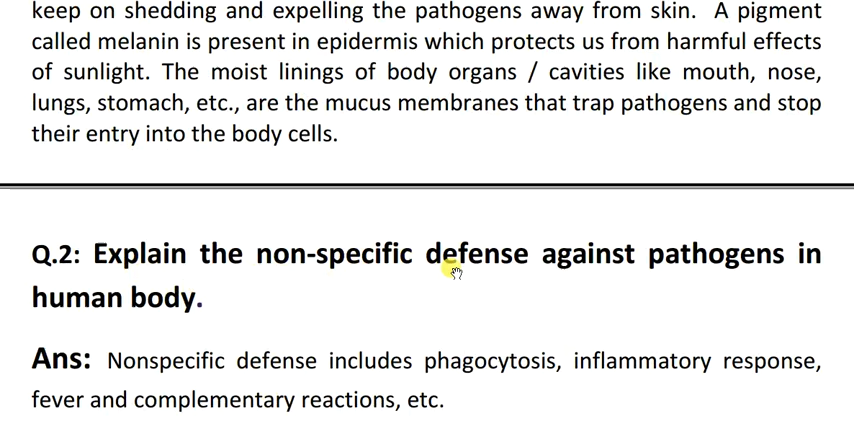 keep on shedding and expelling the pathogens away from skin. A pigment
called melanin is present in epidermis which protects us from harmful effects
of sunlight. The moist linings of body organs / cavities like mouth, nose,
lungs, stomach, etc., are the mucus membranes that trap pathogens and stop
their entry into the body cells.
Q.2: Explain the non-specific defense against pathogens in
human body.
Ans: Nonspecific defense includes phagocytosis, inflammatory response,
fever and complementary reactions, etc.